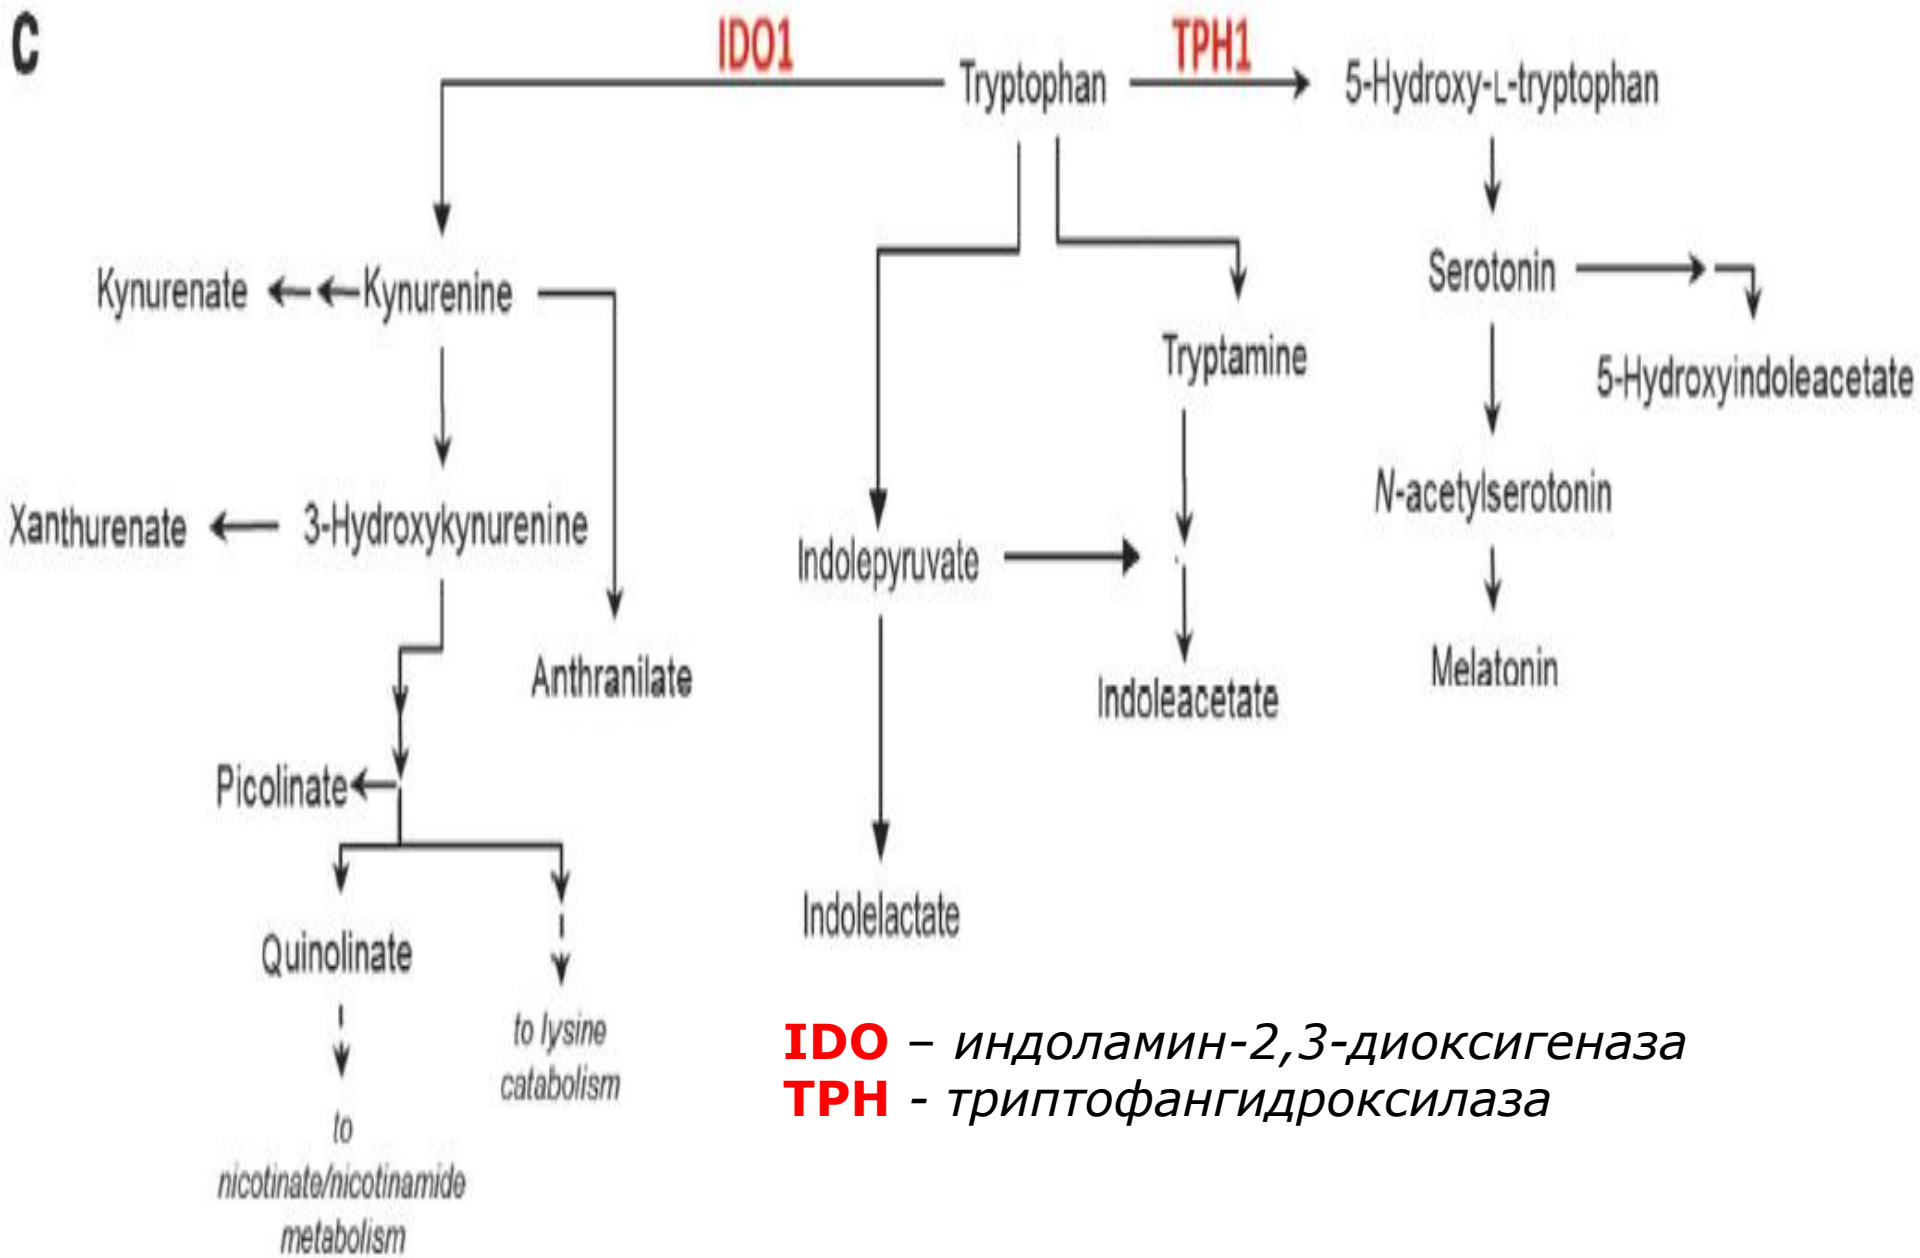 C
IDO1
TPH1
Tryptophan
5-Hydroxy-L-tryptophan
Kynurenate
Kynurenine
Serotonin
Tryptamine
5-Hydroxyindoleacetate
Xanthurenate
3-Hydroxykynurenine
Indolepyruvate
N-acetylserotonin
Anthranilate
Indoleacetate
Melatonin
Picolinate
Indolelactate
Quinolinate
to lysine
catabolism
to
nicotinate/nicotinamide
metabolism
IDO – индоламин-2,3-диоксигеназа
TPH - триптофангидроксилаза